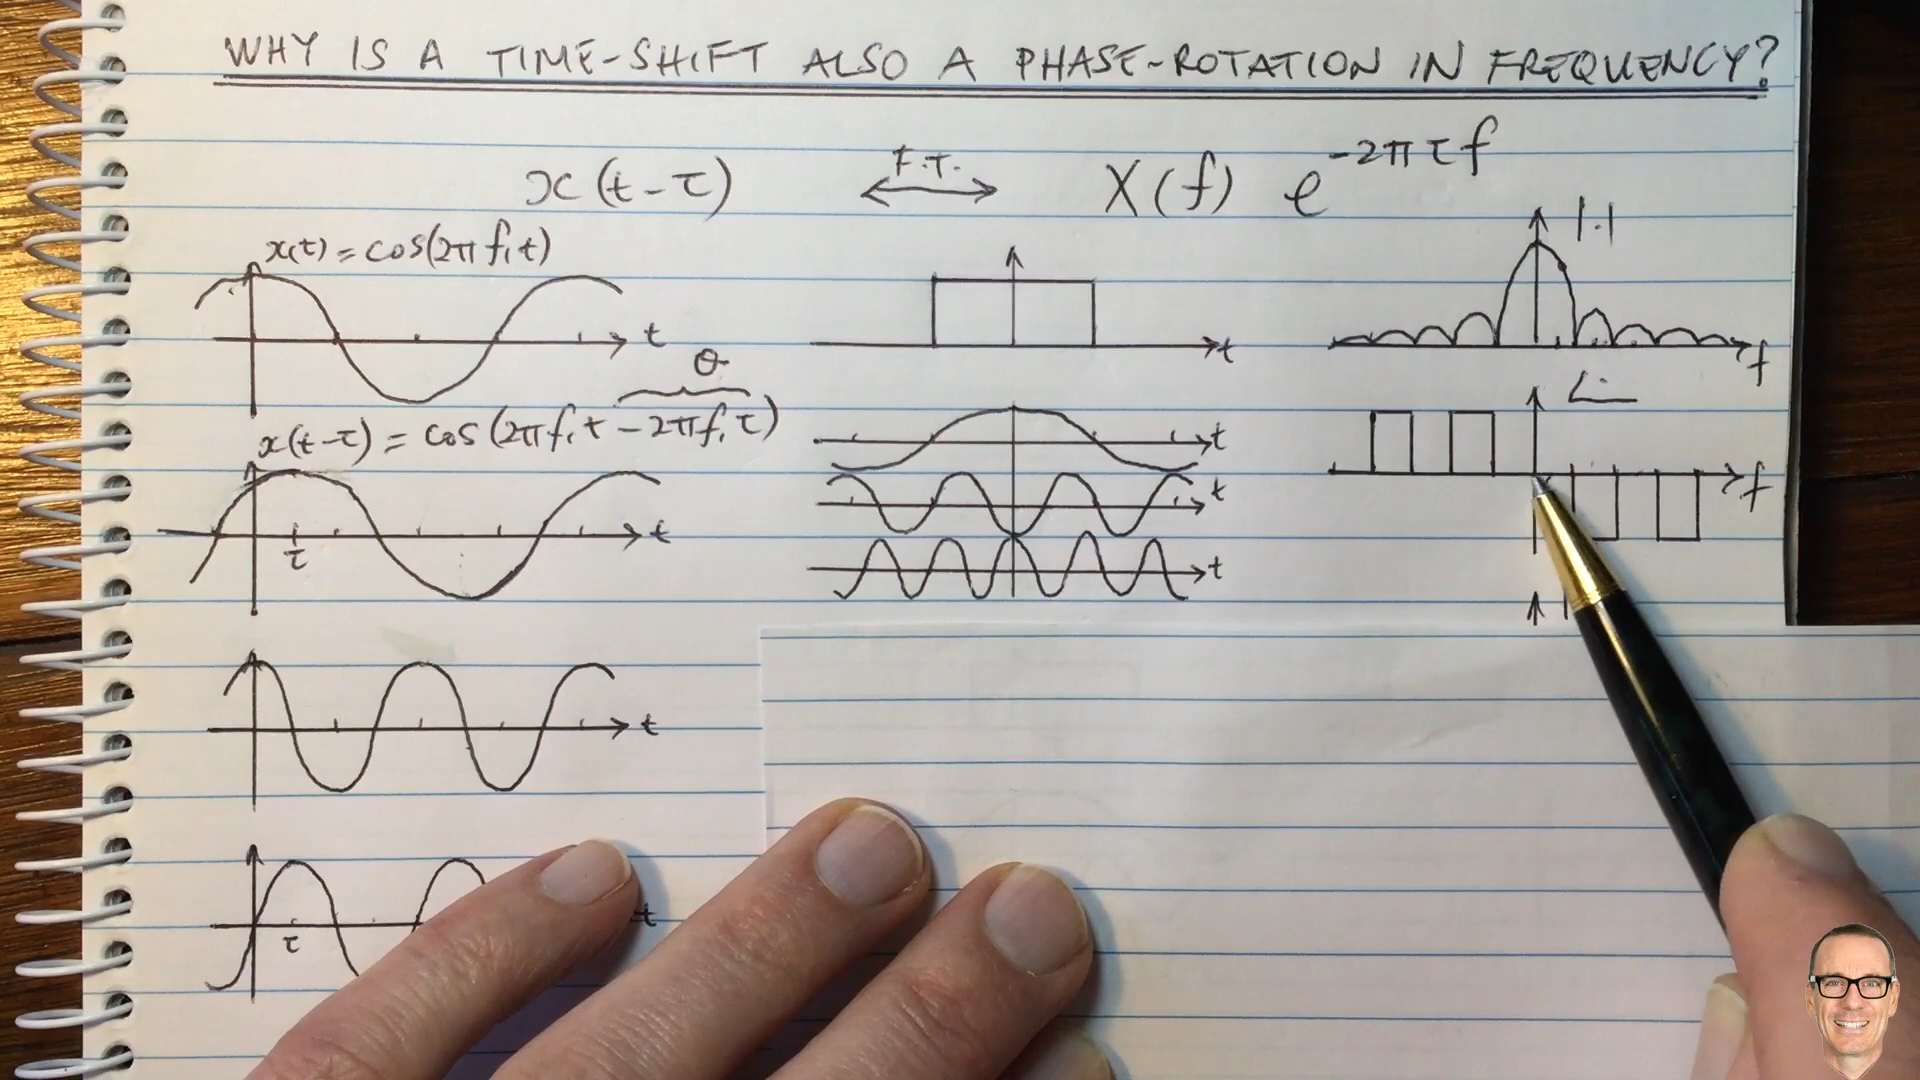 WHY IS A TIME-SHIFT ALSO A PHASE-ROTATION IN FREQUENCY?
x(t-τ) F.T. X(f) e^{-2πτf}
x(t) = cos(2πf₁t)
|.|
t
t
f
θ
x(t-τ) = cos(2πf₁t -2πf₁τ)
∠.
t
t
f
τ
t
t
t
t
τ